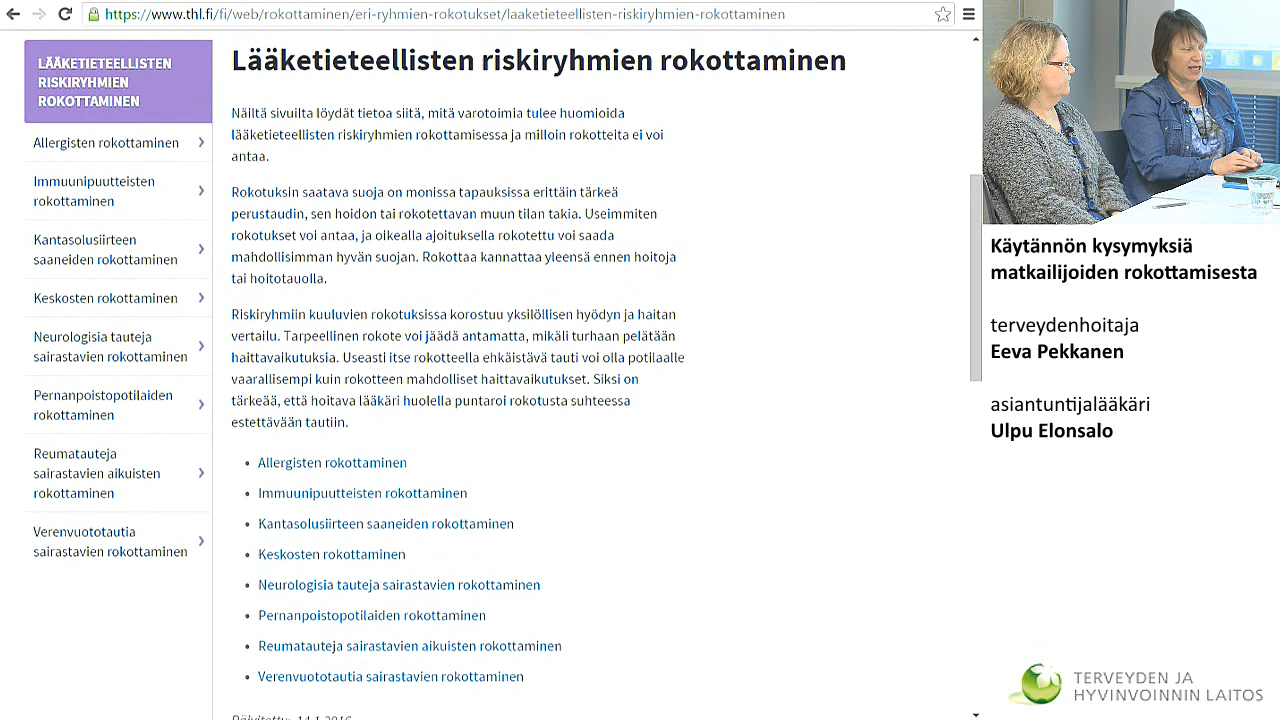 https://www.thl.fi/fi/web/rokottaminen/eri-ryhmien-rokotukset/laaketieteellisten-riskiryhmien-rokottaminen
LÄÄKETIETEELLISTEN
RISKIRYHMIEN
ROKOTTAMINEN
Allergisten rokottaminen
Immuunipuutteisten
rokottaminen
Kantasolusiirteen
saaneiden rokottaminen
Keskosten rokottaminen
Neurologisia tauteja
sairastavien rokottaminen
Pernanpoistopotilaiden
rokottaminen
Reumatauteja
sairastavien aikuisten
rokottaminen
Verenvuototautia
sairastavien rokottaminen
Lääketieteellisten riskiryhmien rokottaminen
Näiltä sivuilta löydät tietoa siitä, mitä varotoimia tulee huomioida
lääketieteellisten riskiryhmien rokottamisessa ja milloin rokotteita ei voi
antaa.
Rokotuksin saatava suoja on monissa tapauksissa erittäin tärkeä
perustaudin, sen hoidon tai rokotettavan muun tilan takia. Useimmiten
rokotukset voi antaa, ja oikealla ajoituksella rokotettu voi saada
mahdollisimman hyvän suojan. Rokottaa kannattaa yleensä ennen hoitoja
tai hoitotauolla.
Riskiryhmiin kuuluvien rokotuksissa korostuu yksilöllisen hyödyn ja haitan
vertailu. Tarpeellinen rokote voi jäädä antamatta, mikäli turhaan pelätään
haittavaikutuksia. Useasti itse rokotteella ehkäistävä tauti voi olla potilaalle
vaarallisempi kuin rokotteen mahdolliset haittavaikutukset. Siksi on
tärkeää, että hoitava lääkäri huolella puntaroi rokotusta suhteessa
estettävään tautiin.
Allergisten rokottaminen
Immuunipuutteisten rokottaminen
Kantasolusiirteen saaneiden rokottaminen
Keskosten rokottaminen
Neurologisia tauteja sairastavien rokottaminen
Pernanpoistopotilaiden rokottaminen
Reumatauteja sairastavien aikuisten rokottaminen
Verenvuototautia sairastavien rokottaminen
Päivitetty: 14.1.2016
Käytännön kysymyksiä
matkailijoiden rokottamisesta
terveydenhoitaja
Eeva Pekkanen
asiantuntijalääkäri
Ulpu Elonsalo
TERVEYDEN JA
HYVINVOINNIN LAITOS